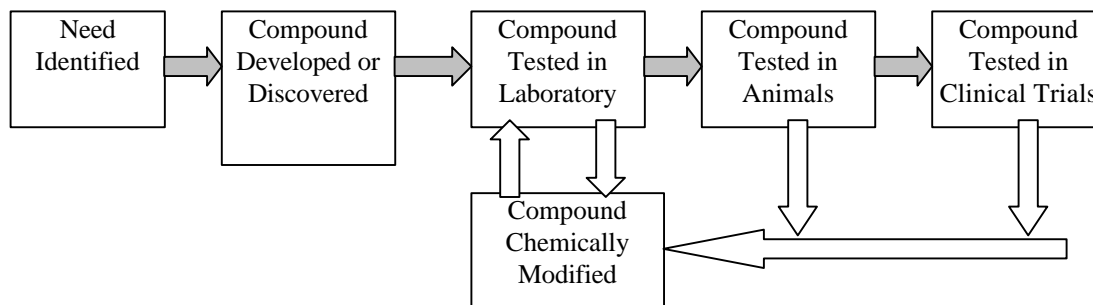 Need
Identified
Compound
Developed or
Discovered
Compound
Tested in
Laboratory
Compound
Tested in
Animals
Compound
Tested in
Clinical Trials
Compound
Chemically
Modified